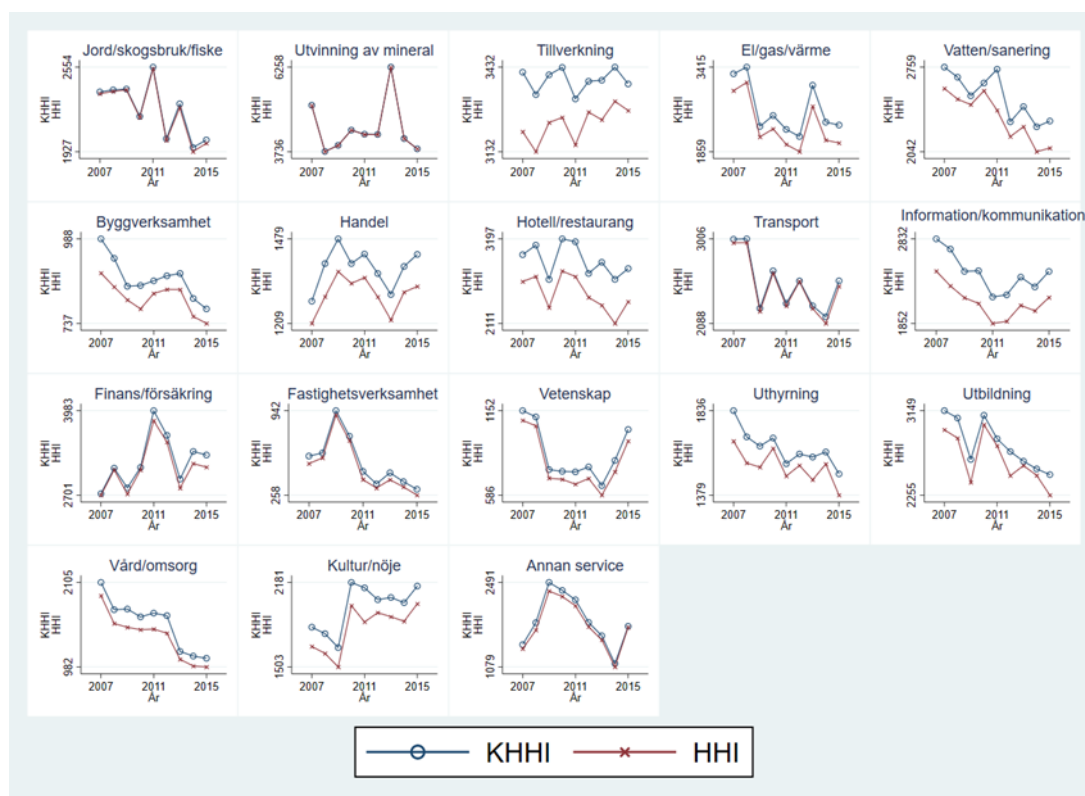 Jord/skogsbruk/fiske
2554
KHHI
HHI
1927
2007 2011 2015
År
Utvinning av mineral
6258
KHHI
HHI
3736
2007 2011 2015
År
Tillverkning
3432
KHHI
HHI
3132
2007 2011 2015
År
El/gas/värme
3415
KHHI
HHI
1859
2007 2011 2015
År
Vatten/sanering
2759
KHHI
HHI
2042
2007 2011 2015
År
Byggverksamhet
988
KHHI
HHI
737
2007 2011 2015
År
Handel
1479
KHHI
HHI
1209
2007 2011 2015
År
Hotell/restaurang
3197
KHHI
HHI
2111
2007 2011 2015
År
Transport
3006
KHHI
HHI
2088
2007 2011 2015
År
Information/kommunikation
2832
KHHI
HHI
1852
2007 2011 2015
År
Finans/försäkring
3983
KHHI
HHI
2701
2007 2011 2015
År
Fastighetsverksamhet
942
KHHI
HHI
258
2007 2011 2015
År
Vetenskap
1152
KHHI
HHI
586
2007 2011 2015
År
Uthyrning
1836
KHHI
HHI
1379
2007 2011 2015
År
Utbildning
3149
KHHI
HHI
2255
2007 2011 2015
År
Vård/omsorg
2105
KHHI
HHI
982
2007 2011 2015
År
Kultur/nöje
2181
KHHI
HHI
1503
2007 2011 2015
År
Annan service
2491
KHHI
HHI
1079
2007 2011 2015
År
KHHI HHI